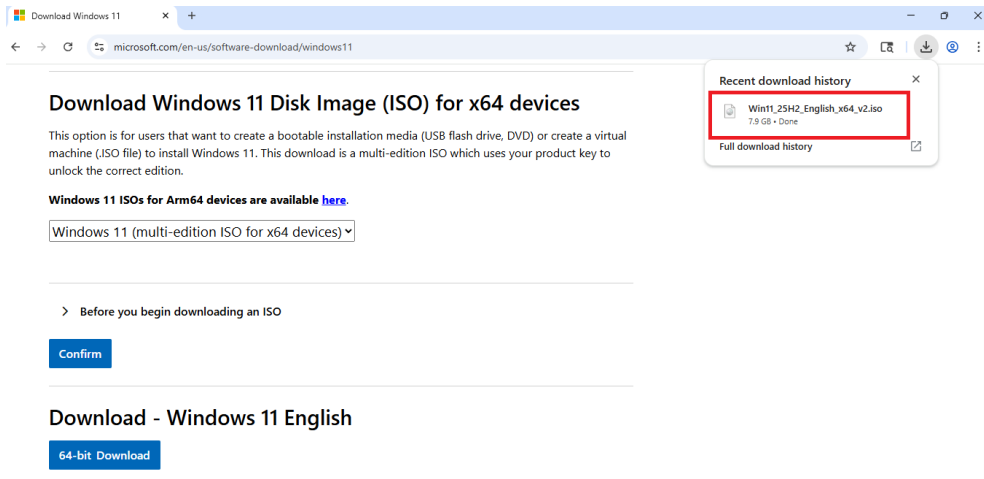 Download Windows 11
microsoft.com/en-us/software-download/windows11
Recent download history
Win11_25H2_English_x64_v2.iso
7.9 GB • Done
Full download history
Download Windows 11 Disk Image (ISO) for x64 devices
This option is for users that want to create a bootable installation media (USB flash drive, DVD) or create a virtual
machine (.ISO file) to install Windows 11. This download is a multi-edition ISO which uses your product key to
unlock the correct edition.
Windows 11 ISOs for Arm64 devices are available here.
Windows 11 (multi-edition ISO for x64 devices)
Before you begin downloading an ISO
Confirm
Download - Windows 11 English
64-bit Download